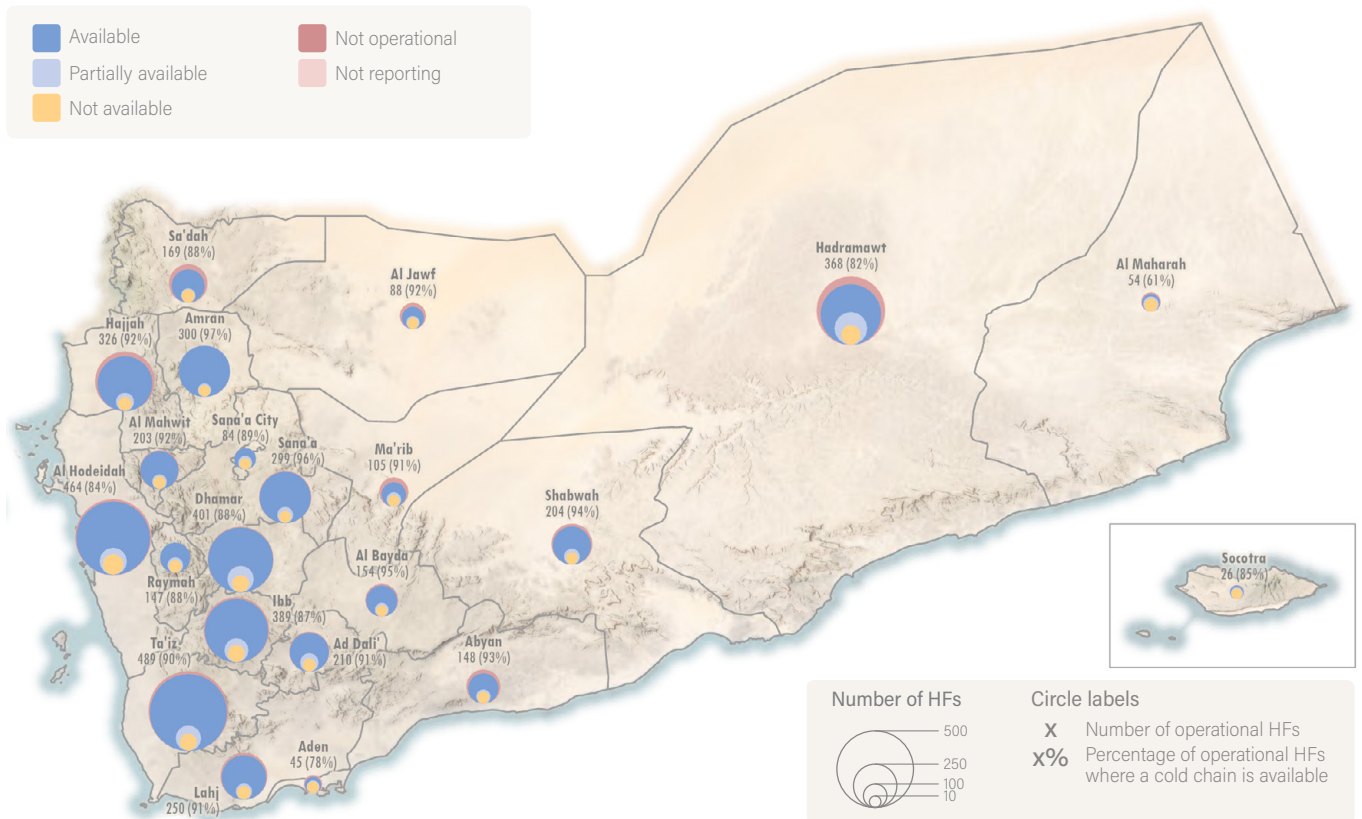 Available
Partially available
Not available
Not operational
Not reporting
Sa'dah
169 (88%)
Al Jawf
88 (92%)
Hadramawt
368 (82%)
Al Maharah
54 (61%)
Hajjah
326 (92%)
Amran
300 (97%)
Al Mahwit
203 (92%)
Sana'a City
84 (89%)
Sana'a
299 (96%)
Ma'rib
105 (91%)
Al Hodeidah
464 (84%)
Dhamar
401 (88%)
Shabwah
204 (94%)
Al Bayda
154 (95%)
Raymah
147 (88%)
Ibb
389 (87%)
Socotra
26 (85%)
Ta'iz
489 (90%)
Ad Dali'
210 (91%)
Abyan
148 (93%)
Aden
45 (78%)
Lahj
250 (91%)
Number of HFs
500
250
100
10
Circle labels
X Number of operational HFs
x% Percentage of operational HFs
where a cold chain is available